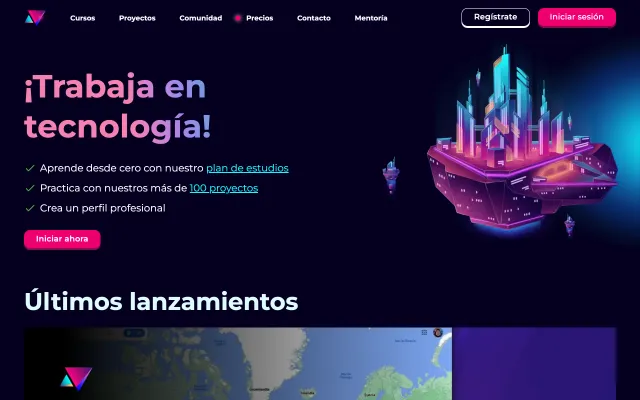 Cursos
Proyectos
Comunidad
Precios
Contacto
Mentoría
Regístrate
Iniciar sesión
¡Trabaja en
tecnología!
Aprende desde cero con nuestro plan de estudios
Practica con nuestros más de 100 proyectos
Crea un perfil profesional
Iniciar ahora
Últimos lanzamientos